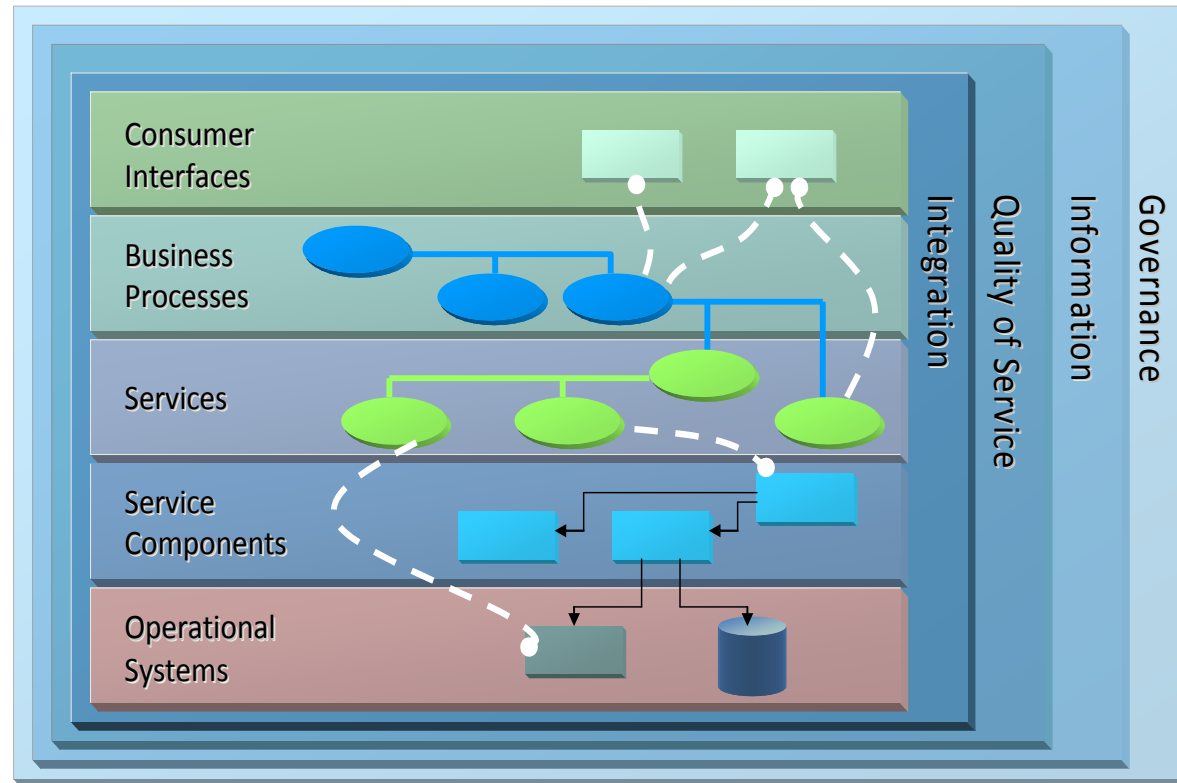 Consumer
Interfaces
Business
Processes
Services
Service
Components
Operational
Systems
Integration
Quality of Service
Information
Governance